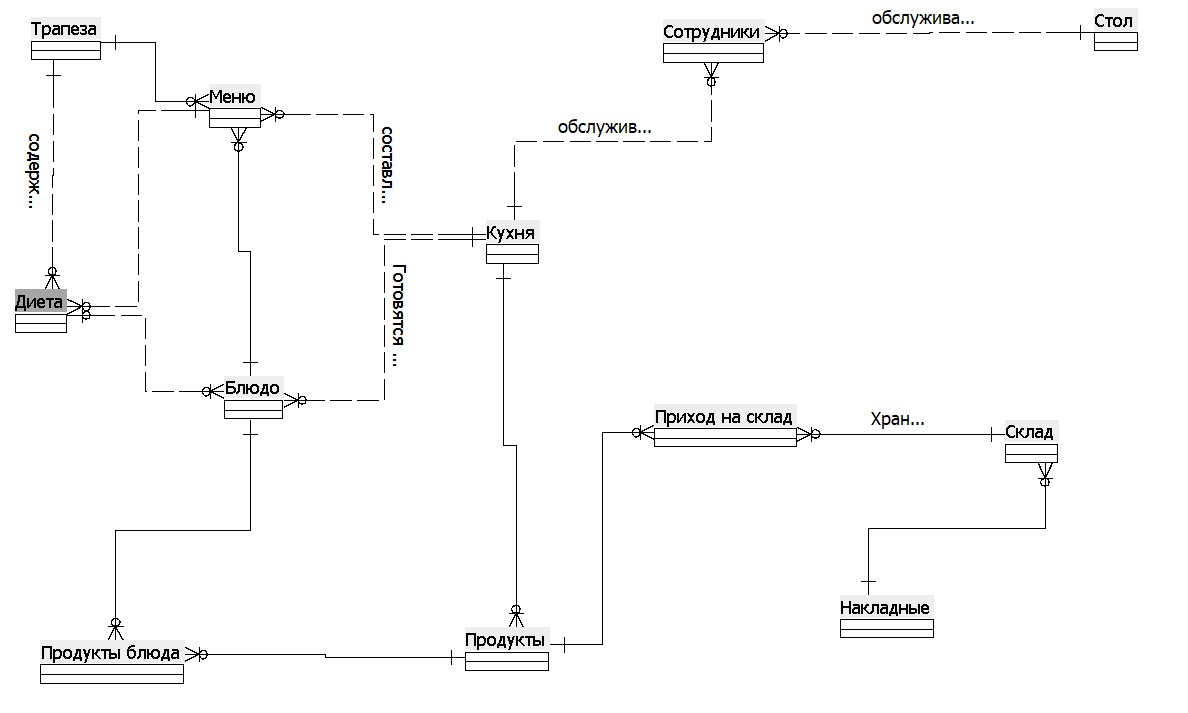 Трапеза
Сотрудники
обслужива...
Стол
Меню
составл...
обслужив...
содерж...
Кухня
Готовятся ...
Диета
Блюдо
Приход на склад
Хран...
Склад
Накладные
Продукты блюда
Продукты